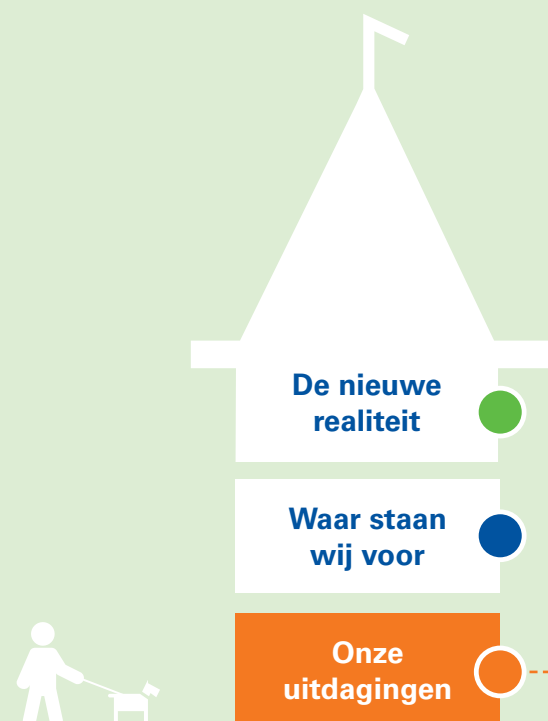 De nieuwe
realiteit
Waar staan
wij voor
Onze
uitdagingen